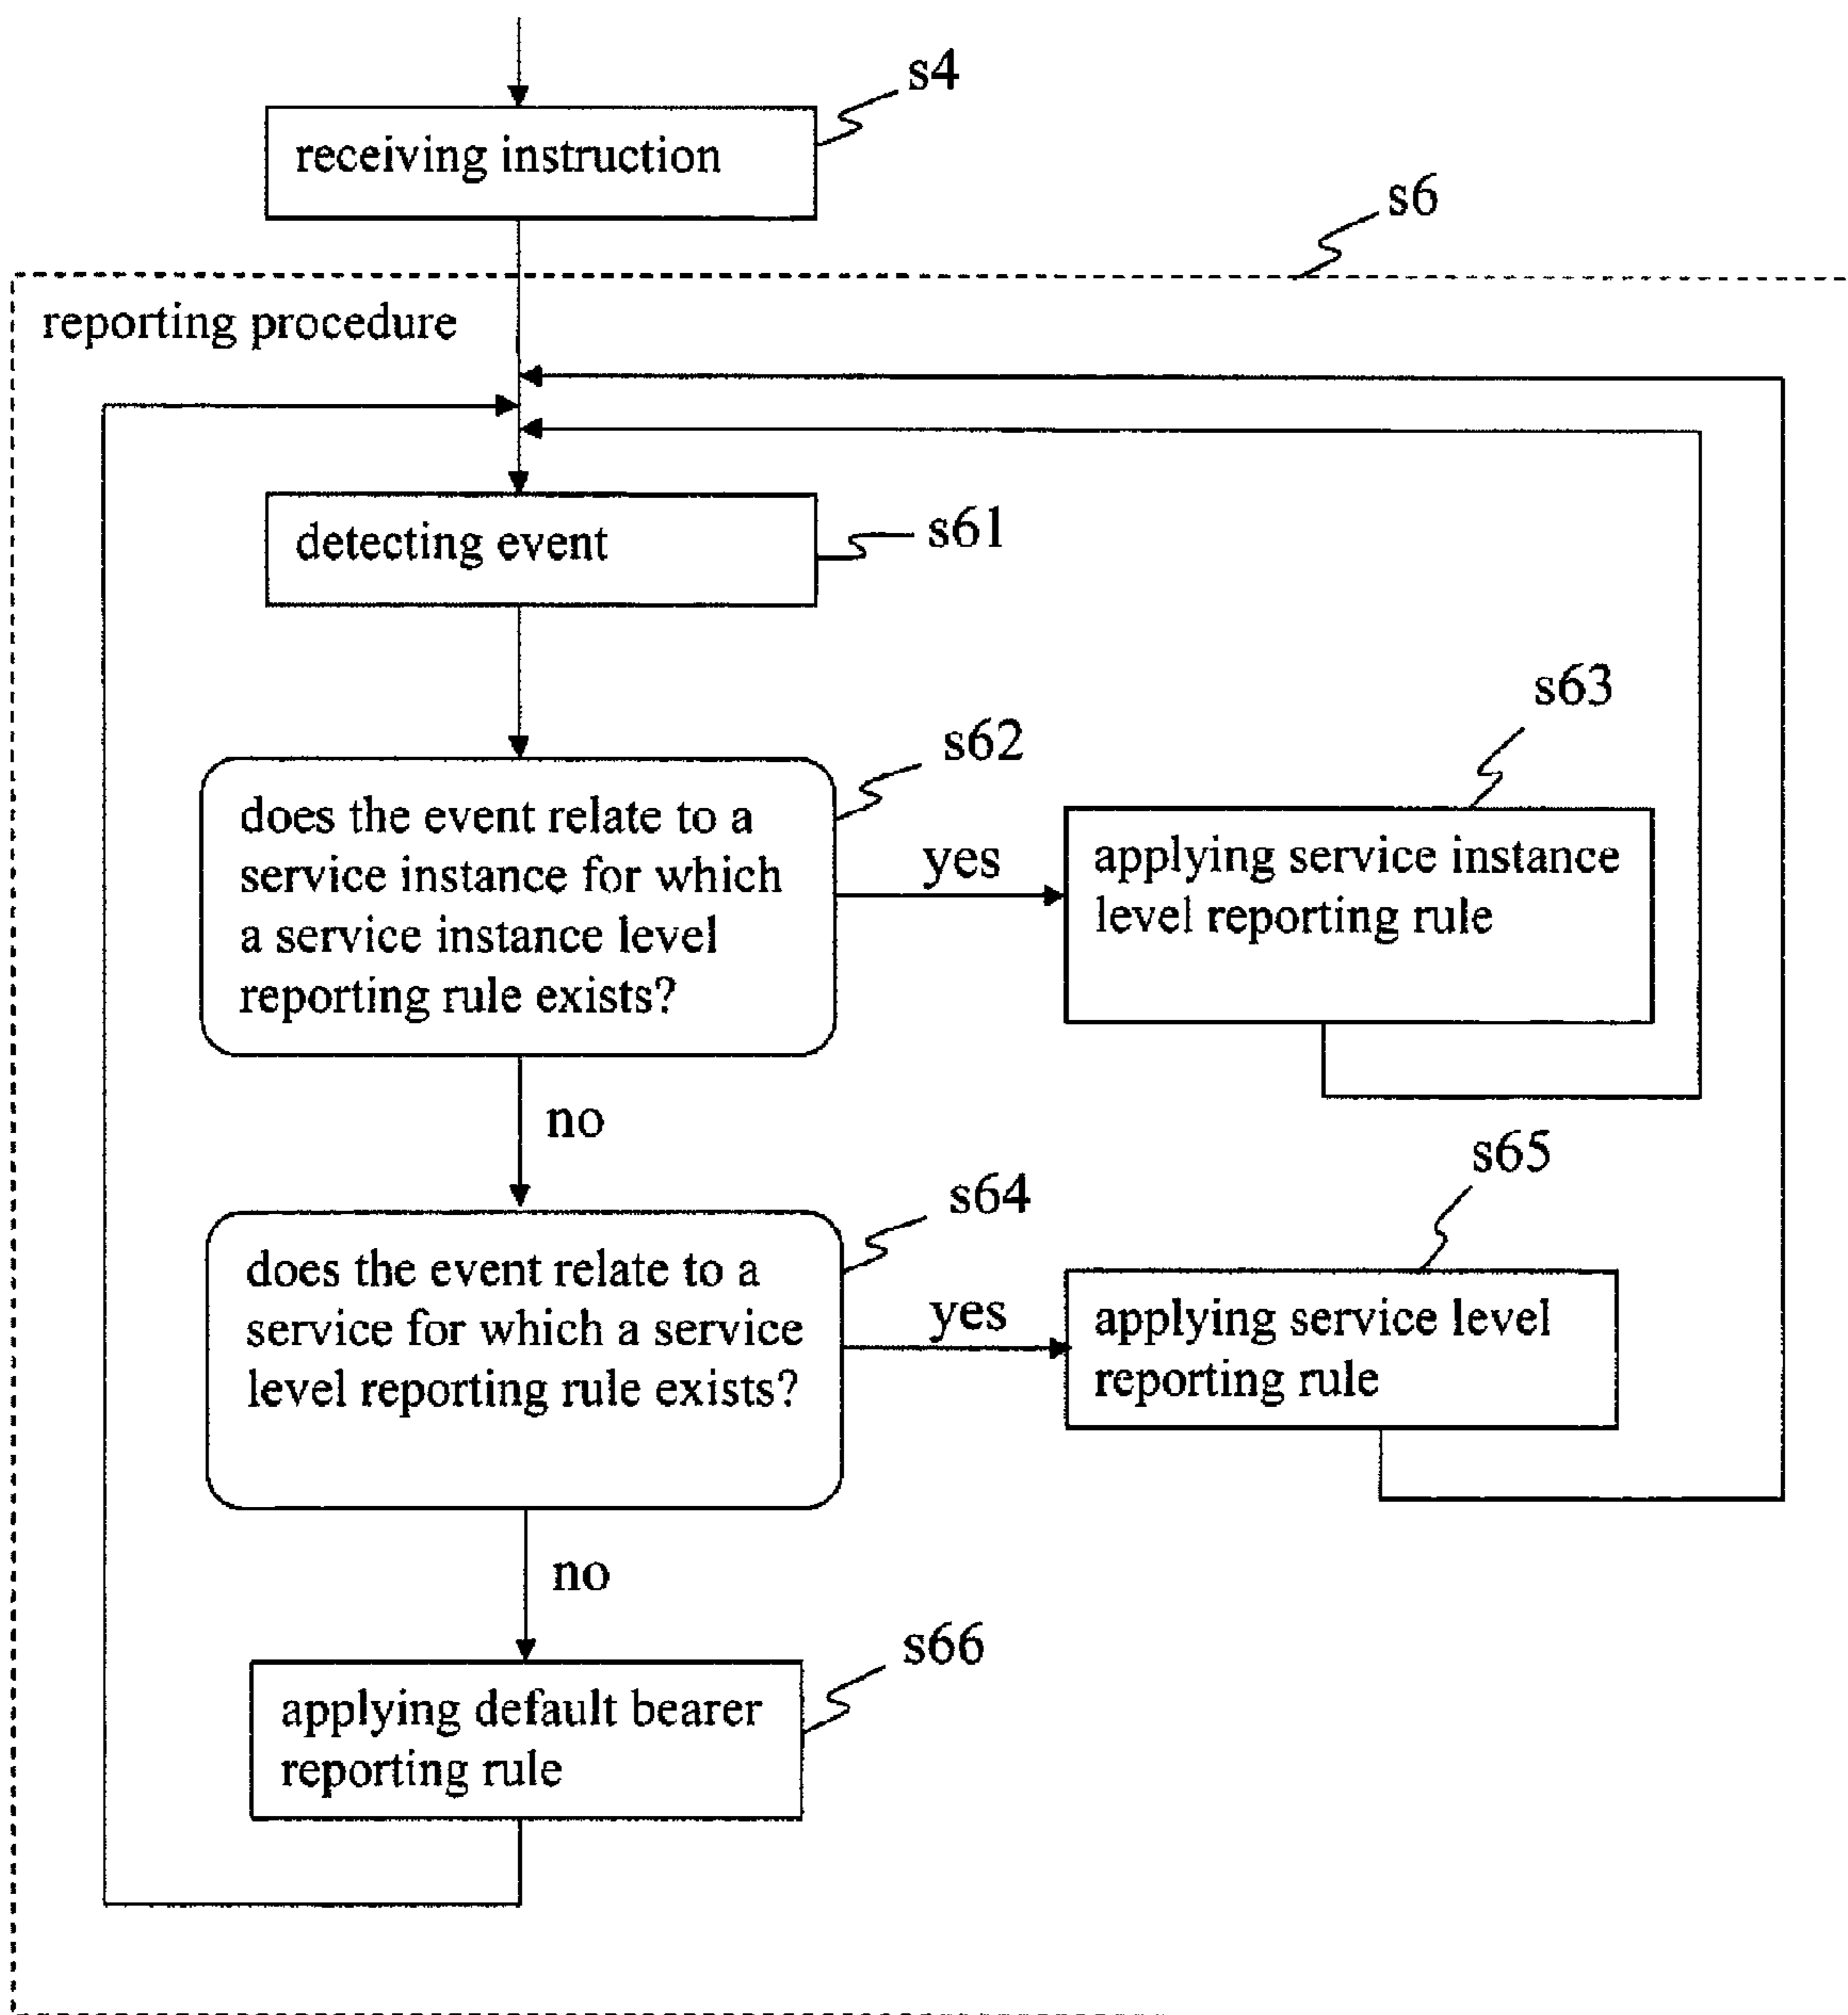 s4
receiving instruction
s6
reporting procedure
detecting event
s61
s62
s63
does the event relate to a
service instance for which
a service instance level
reporting rule exists?
yes
applying service instance
level reporting rule
no
s64
s65
does the event relate to a
service for which a service
level reporting rule exists?
yes
applying service level
reporting rule
no
s66
applying default bearer
reporting rule